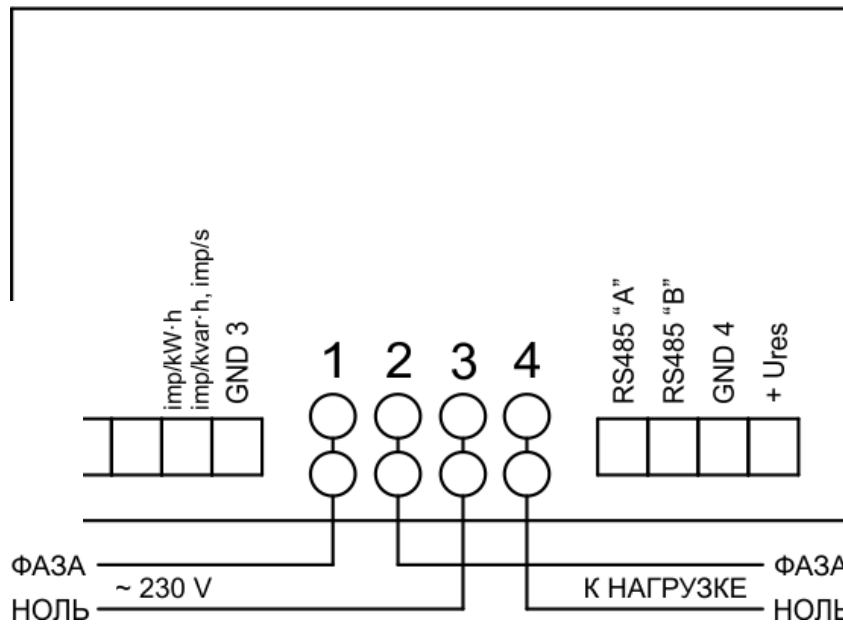 imp/kW·h
imp/kvar·h, imp/s
GND 3
1 2 3 4
RS485 “A”
RS485 “B”
GND 4
+ Ures
ФАЗА ФАЗА
~ 230 V К НАГРУЗКЕ
НОЛЬ НОЛЬ